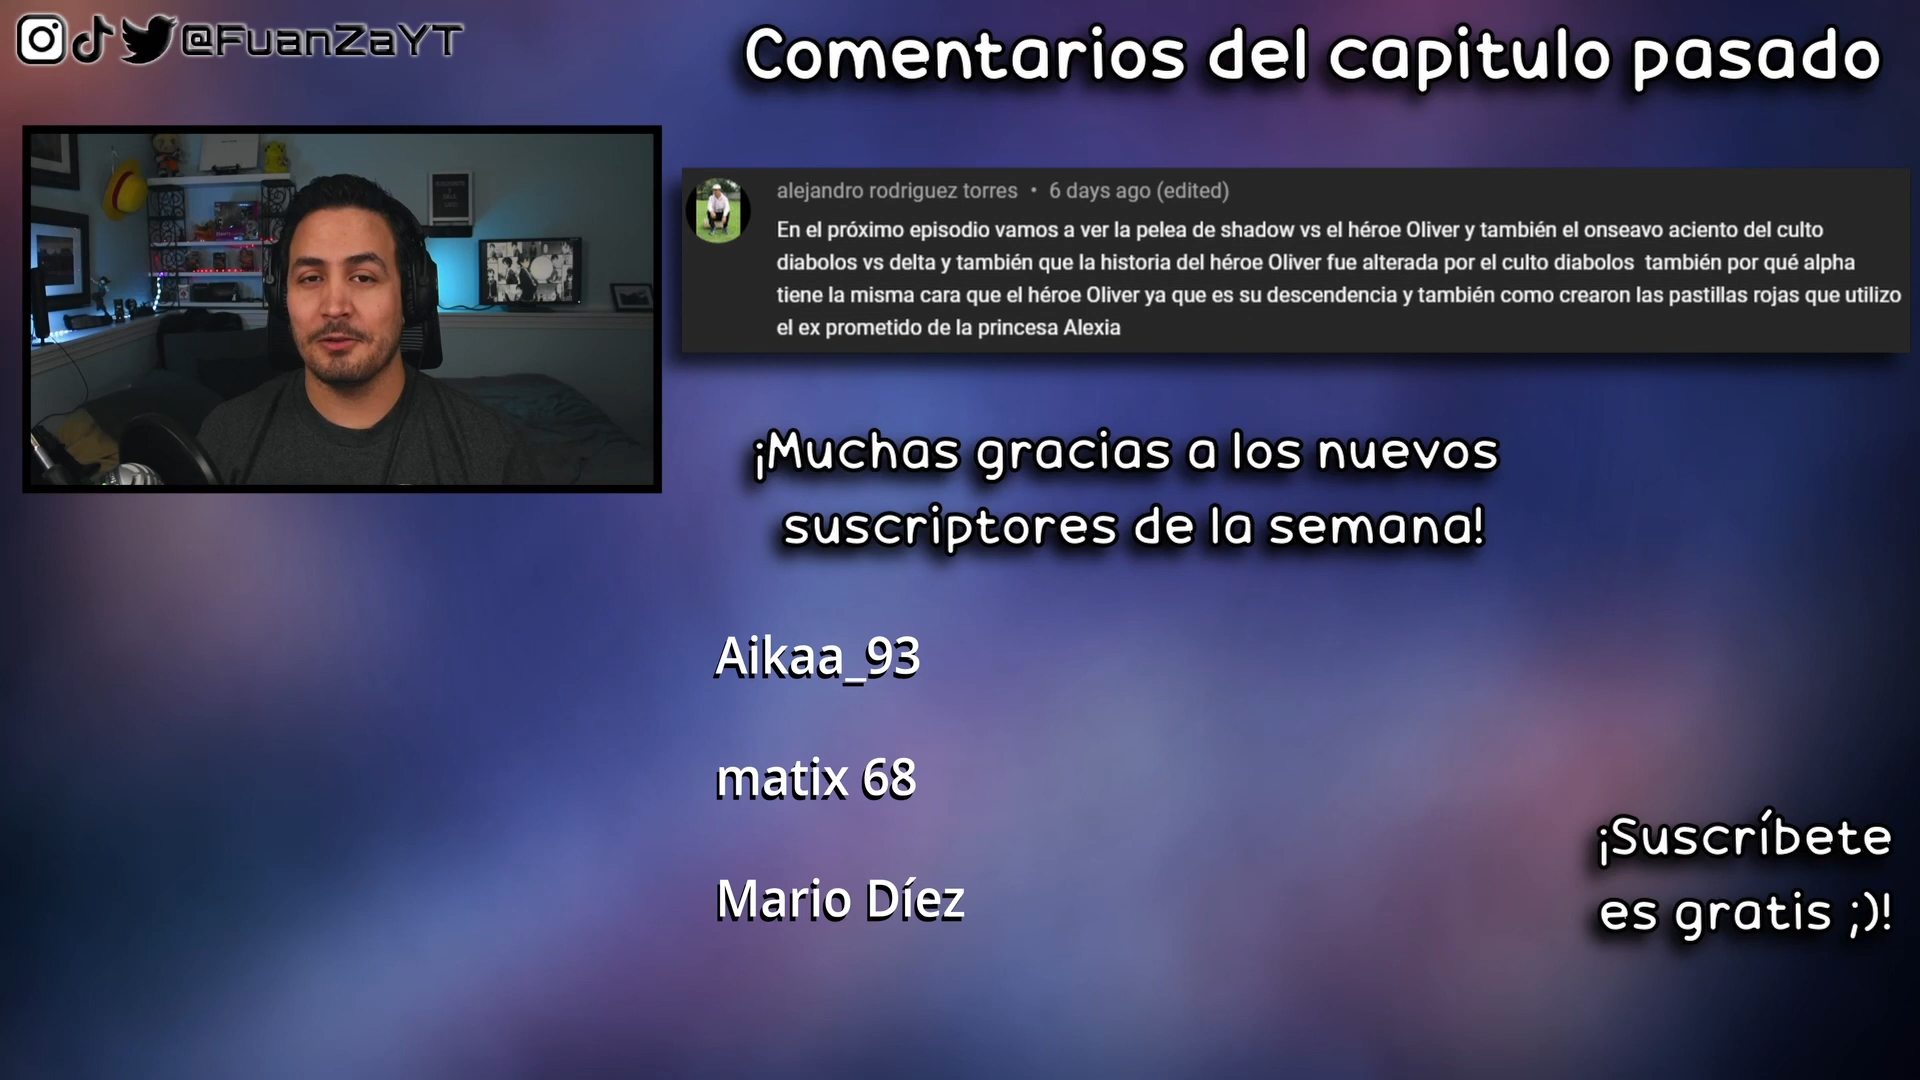 @FuanZaYT
Comentarios del capitulo pasado
alejandro rodriguez torres • 6 days ago (edited)
En el próximo episodio vamos a ver la pelea de shadow vs el héroe Oliver y también el onseavo aciento del culto
diabolos vs delta y también que la historia del héroe Oliver fue alterada por el culto diabolos  también por qué alpha
tiene la misma cara que el héroe Oliver ya que es su descendencia y también como crearon las pastillas rojas que utilizo
el ex prometido de la princesa Alexia
¡Muchas gracias a los nuevos
suscriptores de la semana!
Aikaa_93
matix 68
Mario Díez
¡Suscríbete
es gratis ;)!